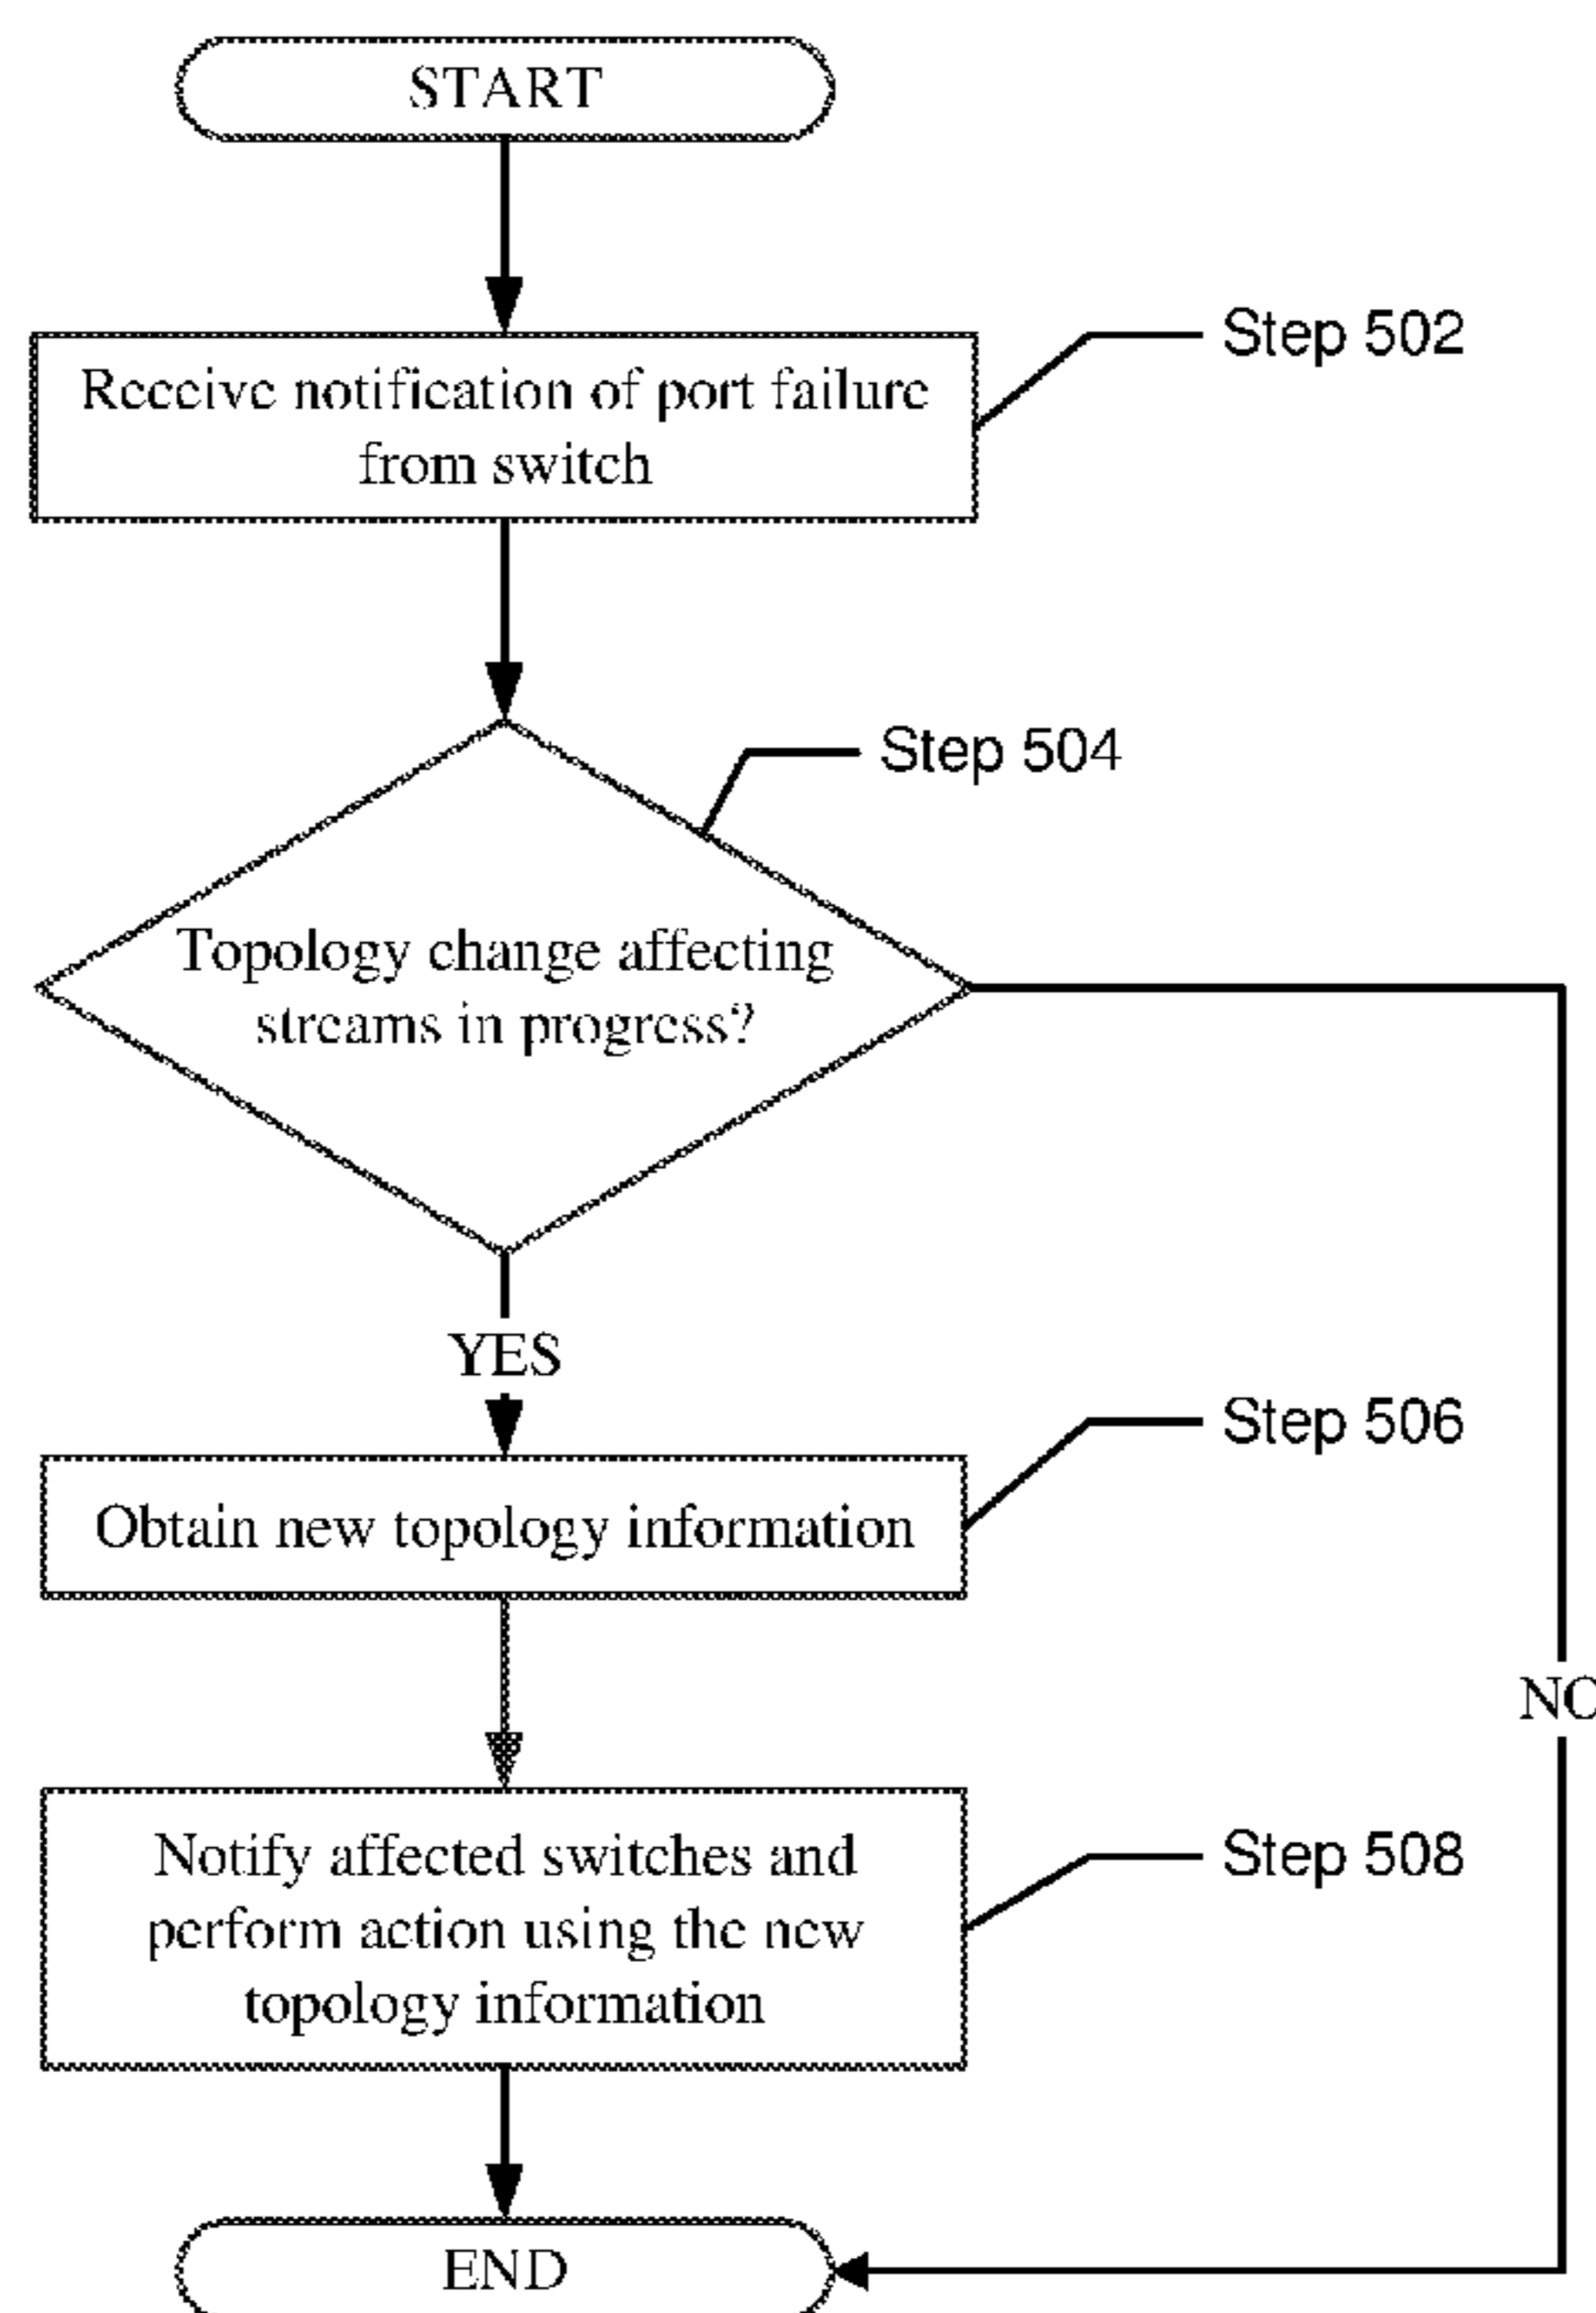 START
Receive notification of port failure
from switch
Step 502
Step 504
Topology change affecting
streams in progress?
YES
Step 506
Obtain new topology information
NO
Notify affected switches and
perform action using the new
topology information
Step 508
END